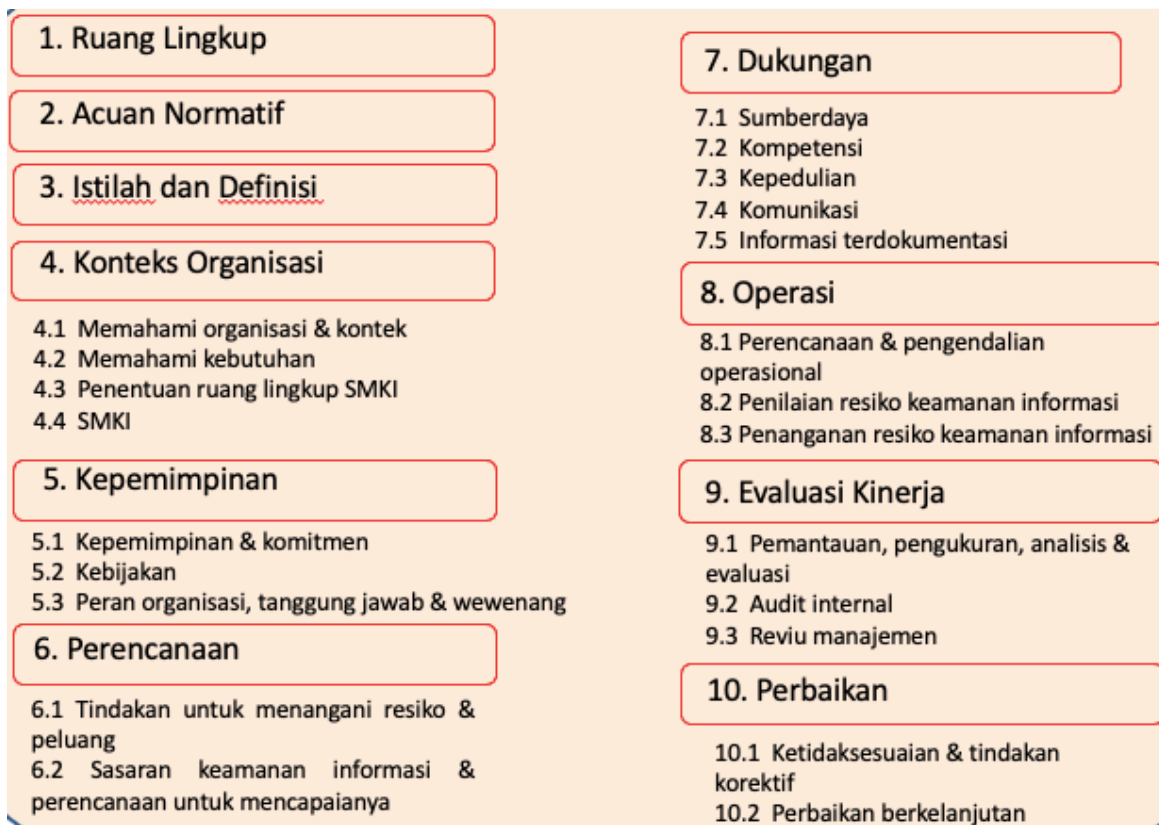 1. Ruang Lingkup
2. Acuan Normatif
3. Istilah dan Definisi
4. Konteks Organisasi
4.1 Memahami organisasi & kontek
4.2 Memahami kebutuhan
4.3 Penentuan ruang lingkup SMKI
4.4 SMKI
5. Kepemimpinan
5.1 Kepemimpinan & komitmen
5.2 Kebijakan
5.3 Peran organisasi, tanggung jawab & wewenang
6. Perencanaan
6.1 Tindakan untuk menangani resiko &
peluang
6.2 Sasaran keamanan informasi &
perencanaan untuk mencapaianya
7. Dukungan
7.1 Sumberdaya
7.2 Kompetensi
7.3 Kepedulian
7.4 Komunikasi
7.5 Informasi terdokumentasi
8. Operasi
8.1 Perencanaan & pengendalian
operasional
8.2 Penilaian resiko keamanan informasi
8.3 Penanganan resiko keamanan informasi
9. Evaluasi Kinerja
9.1 Pemantauan, pengukuran, analisis &
evaluasi
9.2 Audit internal
9.3 Reviu manajemen
10. Perbaikan
10.1 Ketidaksesuaian & tindakan
korektif
10.2 Perbaikan berkelanjutan